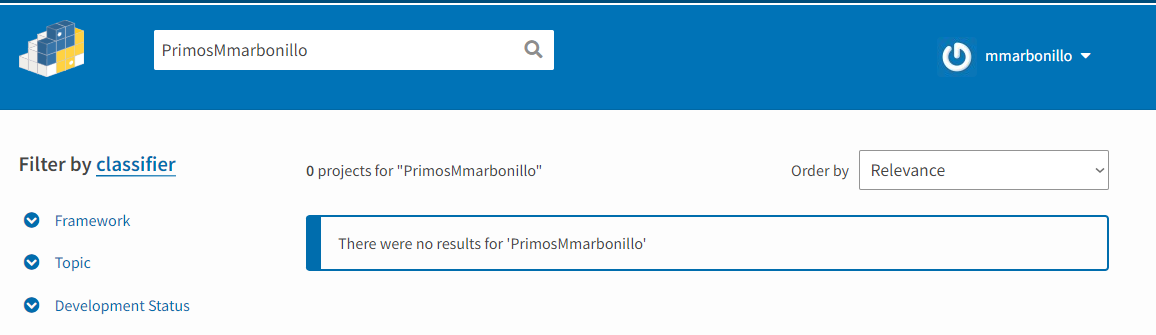 PrimosMmarbonillo
mmarbonillo
Filter by classifier
0 projects for "PrimosMmarbonillo"
Order by
Relevance
Framework
There were no results for 'PrimosMmarbonillo'
Topic
Development Status